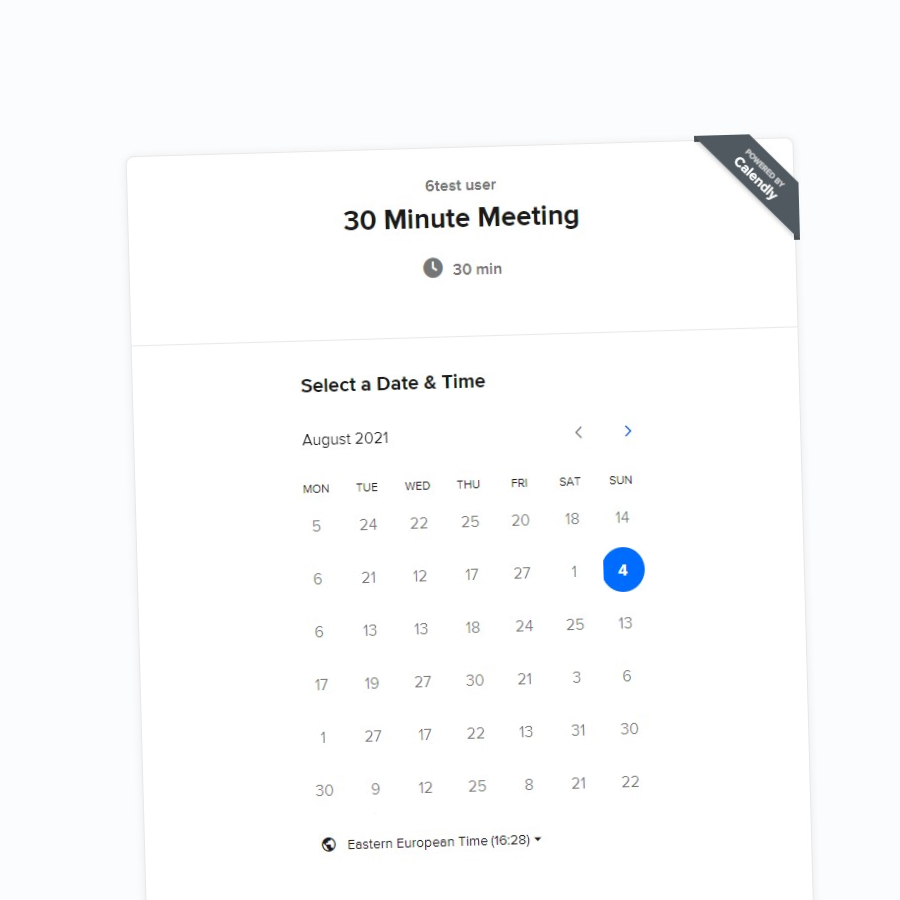 POWERED BY
Calendly
6test user
30 Minute Meeting
30 min
Select a Date & Time
August 2021
MON TUE WED THU FRI SAT SUN
5 24 22 25 20 18 14
6 21 12 17 27 1 4
6 13 13 18 24 25 13
17 19 27 30 21 3 6
1 27 17 22 13 31 30
30 9 12 25 8 21 22
Eastern European Time (16:28)